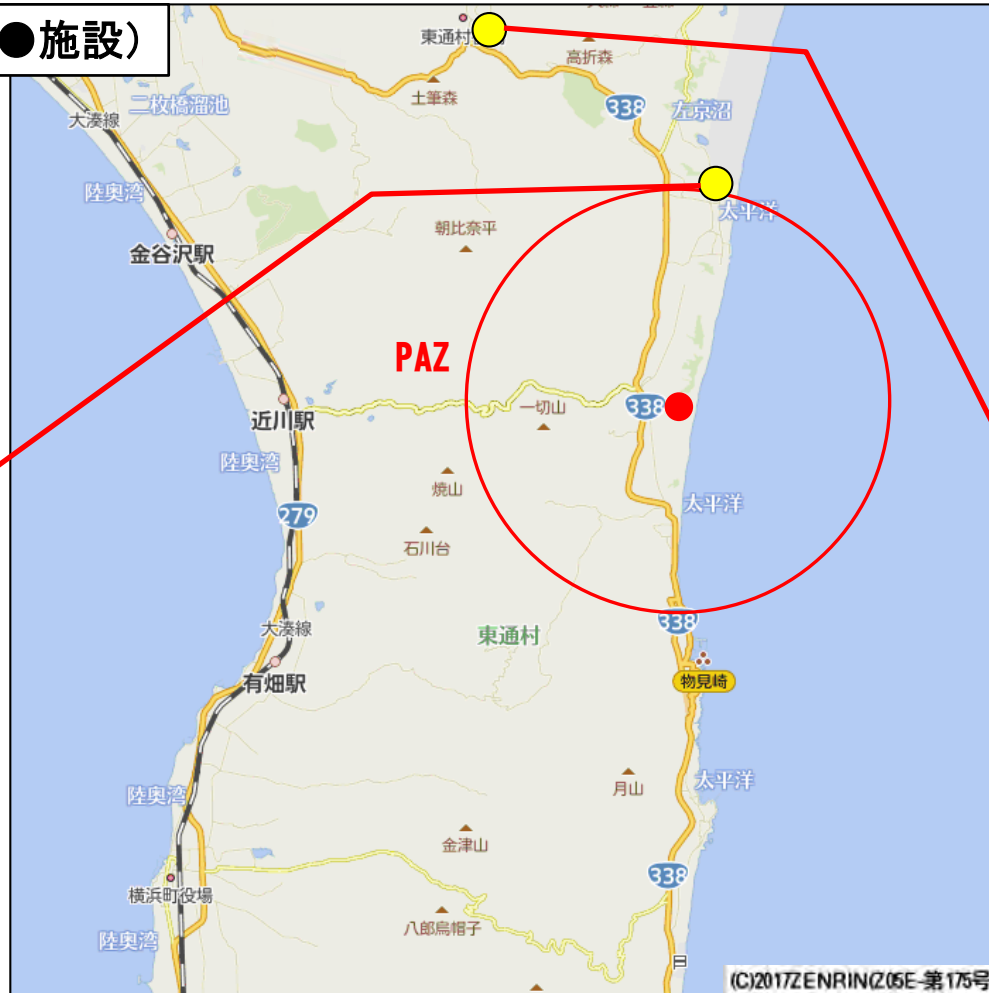 ●施設)
東通村
高折森
土筆森
二枚橋溜池
大湊線
338
左京沼
陸奥湾
太平洋
朝比奈平
金谷沢駅
PAZ
一切山
338
近川駅
陸奥湾
焼山
太平洋
279
石川台
338
大湊線
東通村
有畑駅
物見崎
太平洋
月山
陸奥湾
金津山
338
横浜町役場
八郎烏帽子
陸奥湾
(C)2017ZENRIN(Z05E-第175号